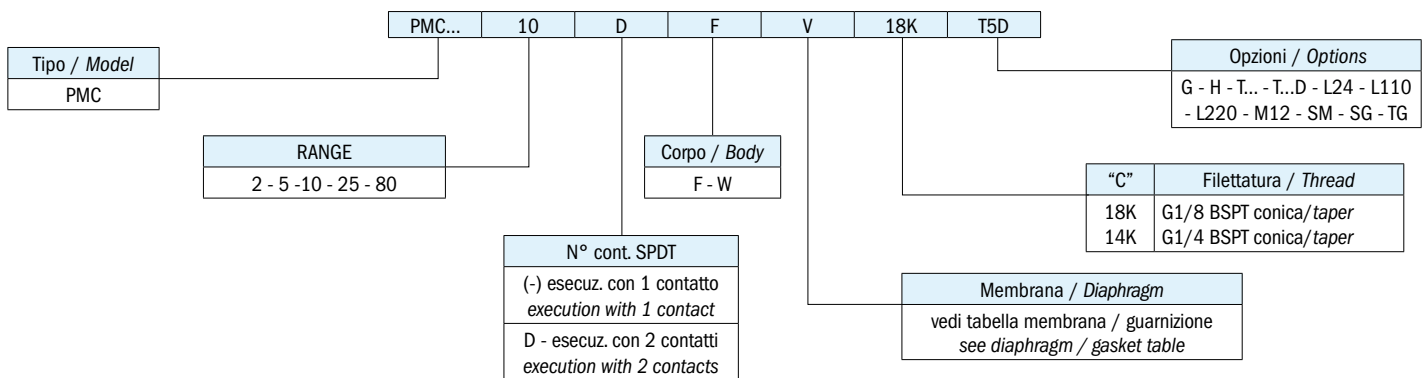 PMC... 10 D F V 18K T5D
Tipo / Model
PMC
Opzioni / Options
G - H - T... - T...D - L24 - L110
- L220 - M12 - SM - SG - TG
RANGE
2 - 5 -10 - 25 - 80
Corpo / Body
F - W
"C" Filettatura / Thread
18K G1/8 BSPT conica/taper
14K G1/4 BSPT conica/taper
N° cont. SPDT
(-) esecuz. con 1 contatto
execution with 1 contact
D - esecuz. con 2 contatti
execution with 2 contacts
Membrana / Diaphragm
vedi tabella membrana / guarnizione
see diaphragm / gasket table